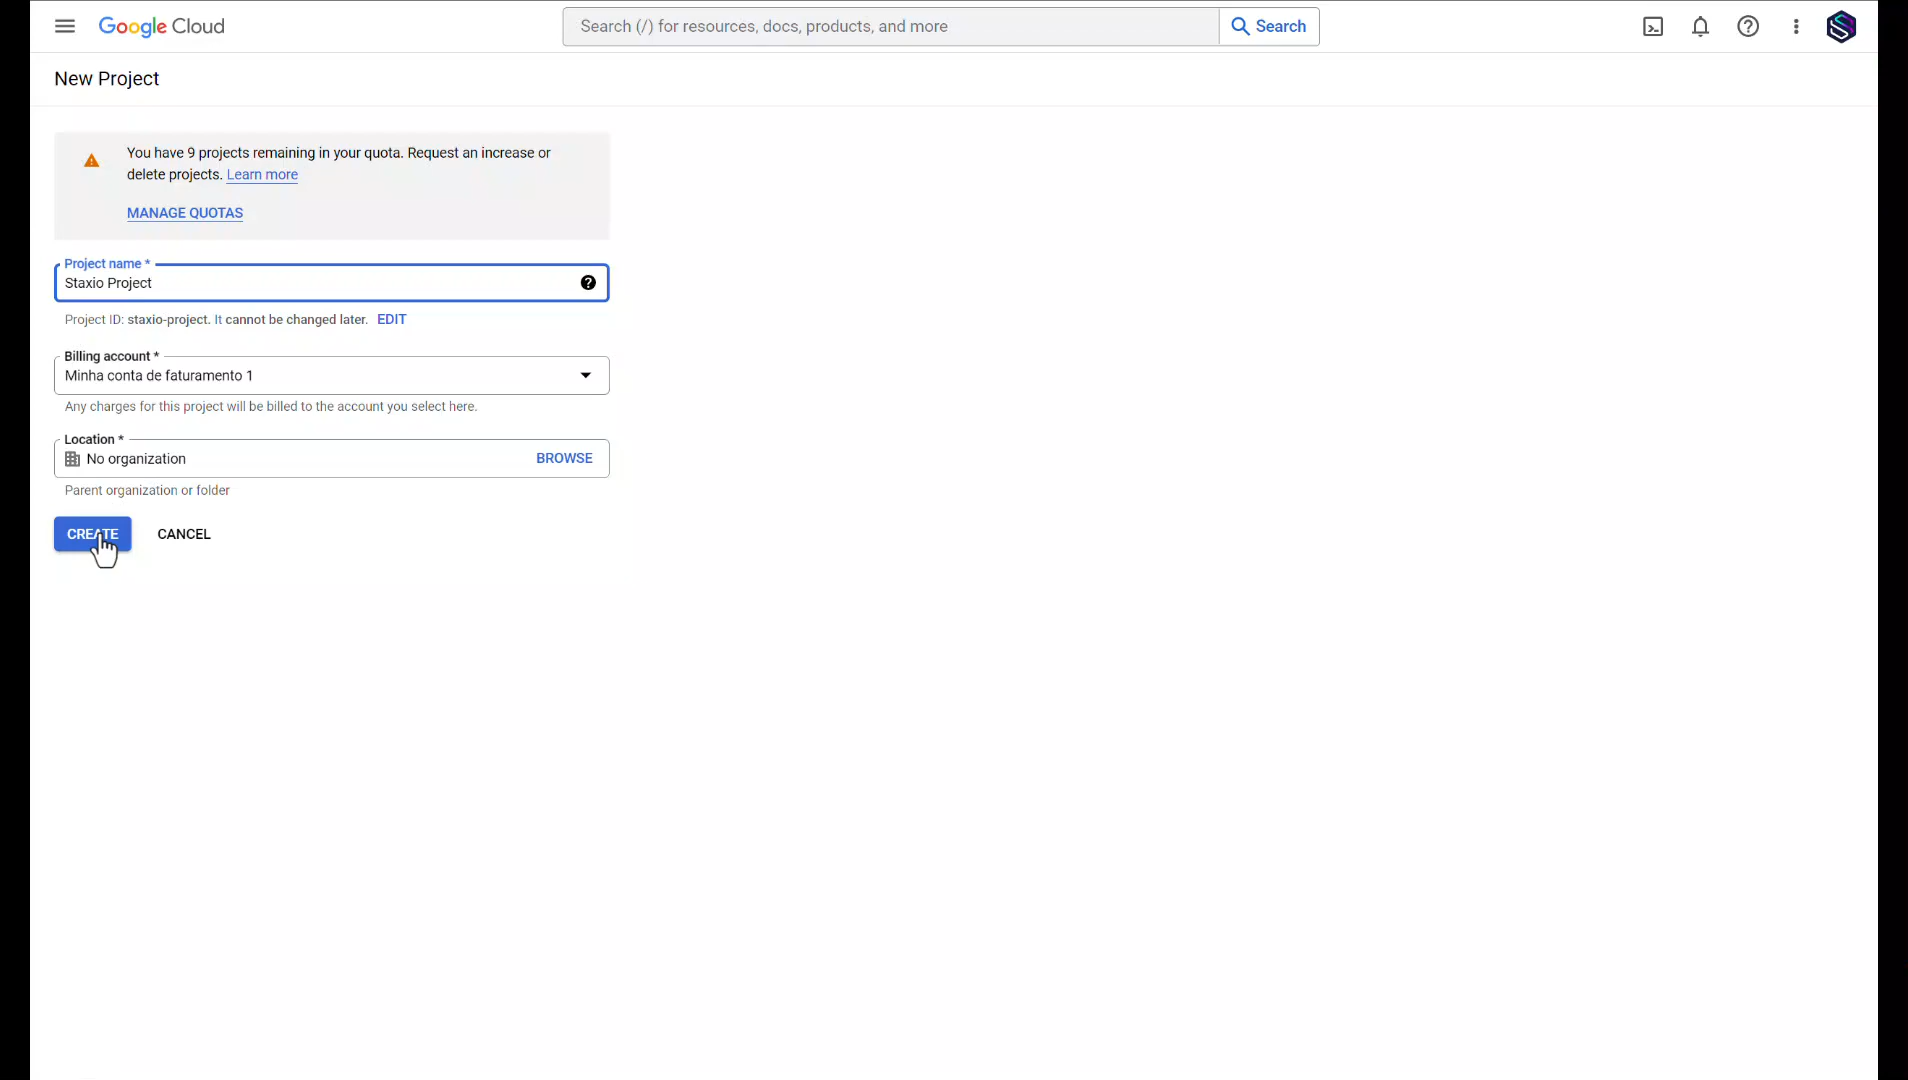 Google Cloud
Search (/) for resources, docs, products, and more
Search
New Project
You have 9 projects remaining in your quota. Request an increase or
delete projects. Learn more
MANAGE QUOTAS
Project name *
Staxio Project
Project ID: staxio-project. It cannot be changed later. EDIT
Billing account *
Minha conta de faturamento 1
Any charges for this project will be billed to the account you select here.
Location *
No organization
BROWSE
Parent organization or folder
CREATE
CANCEL